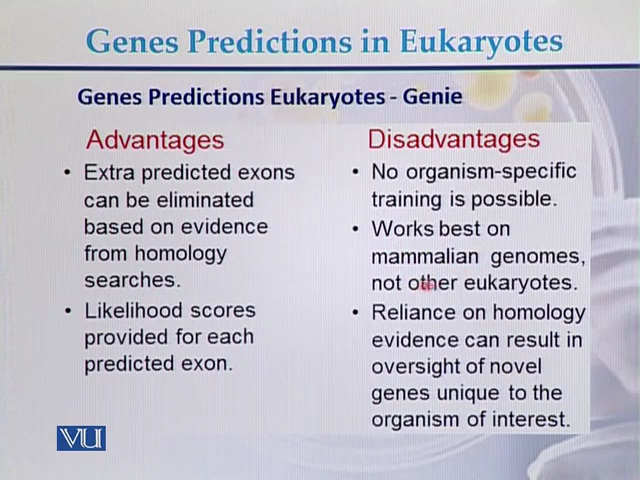 Genes Predictions in Eukaryotes
Genes Predictions Eukaryotes - Genie
Advantages
• Extra predicted exons
can be eliminated
based on evidence
from homology
searches.
• Likelihood scores
provided for each
predicted exon.
Disadvantages
• No organism-specific
training is possible.
• Works best on
mammalian genomes,
not other eukaryotes.
• Reliance on homology
evidence can result in
oversight of novel
genes unique to the
organism of interest.
VU